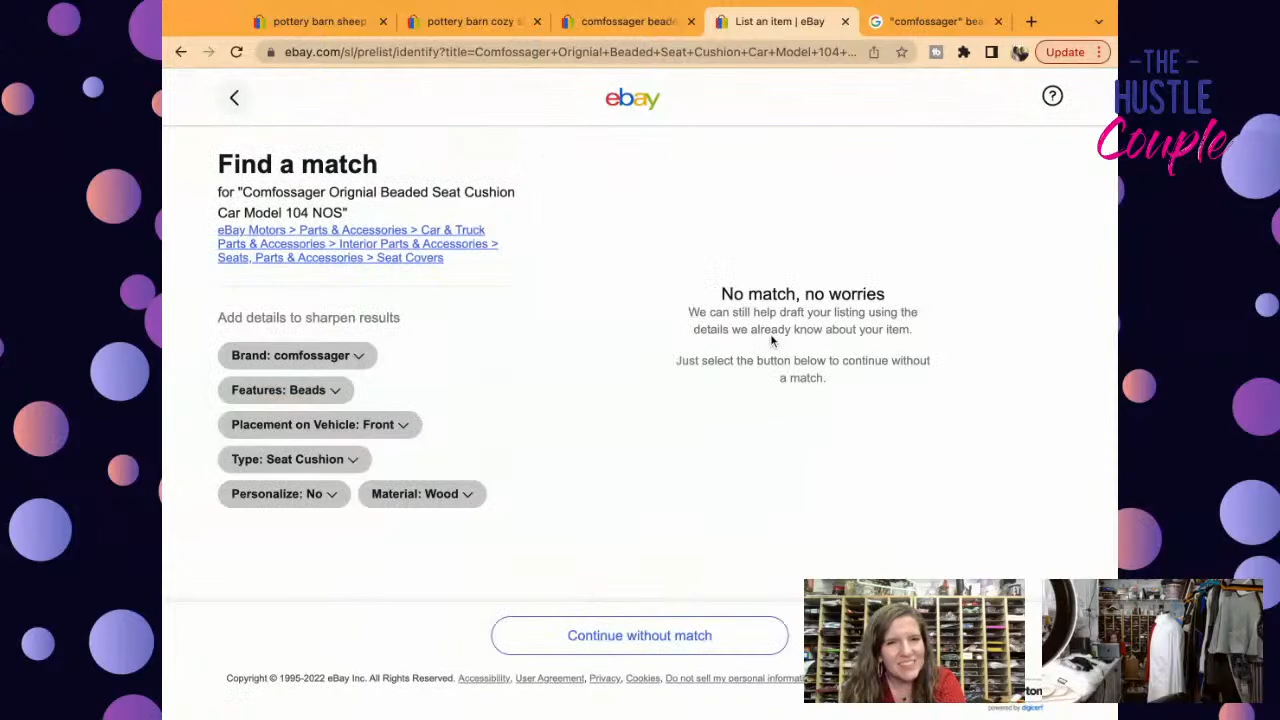 pottery barn sheep
pottery barn cozy s
comfossager beade
List an item | eBay
"comfossager" bea
ebay.com/sl/prelist/identify?title=Comfossager+Orignial+Beaded+Seat+Cushion+Car+Model+104+...
Update
-THE-
HUSTLE
Couple
ebay
Find a match
for "Comfossager Orignial Beaded Seat Cushion
Car Model 104 NOS"
eBay Motors > Parts & Accessories > Car & Truck
Parts & Accessories > Interior Parts & Accessories >
Seats, Parts & Accessories > Seat Covers
Add details to sharpen results
Brand: comfossager
Features: Beads
Placement on Vehicle: Front
Type: Seat Cushion
Personalize: No
Material: Wood
No match, no worries
We can still help draft your listing using the
details we already know about your item.
Just select the button below to continue without
a match.
Continue without match
Copyright © 1995-2022 eBay Inc. All Rights Reserved. Accessibility, User Agreement, Privacy, Cookies, Do not sell my personal informati
ton
powered by digicert